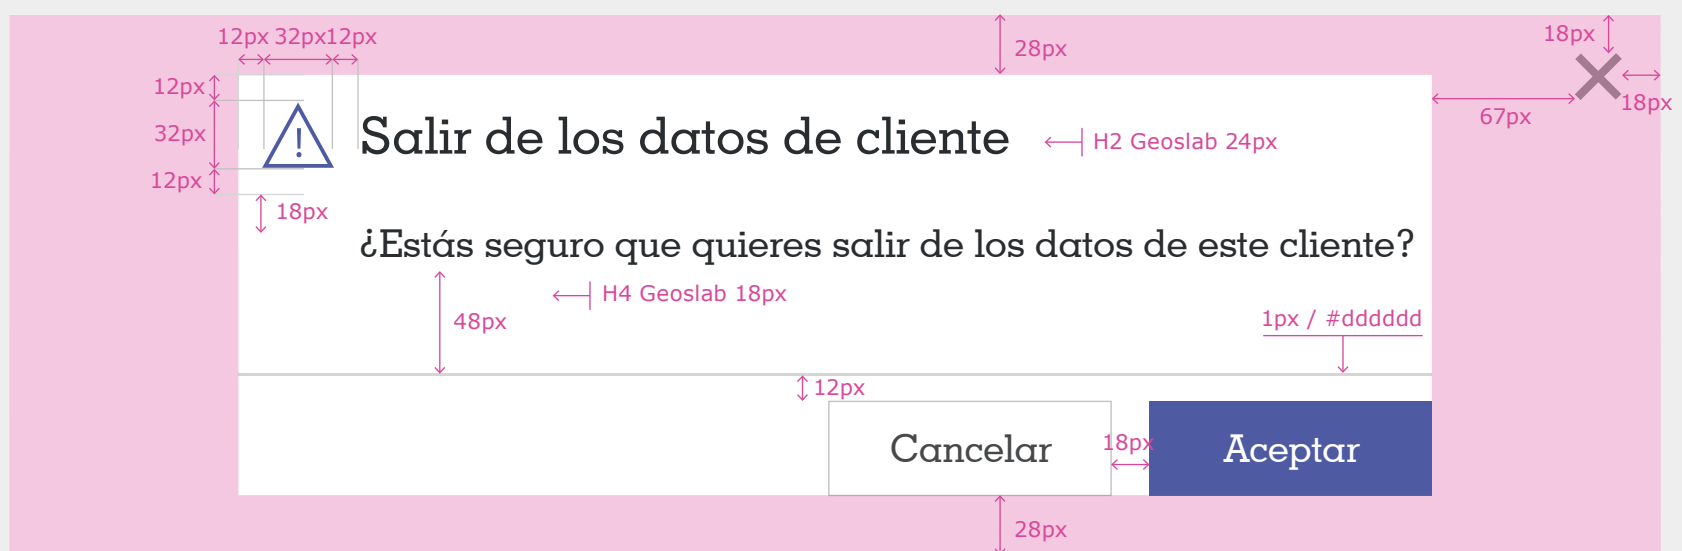 12px 32px 12px
28px
18px
12px
18px
67px
32px
!
Salir de los datos de cliente
H2 Geoslab 24px
12px
18px
¿Estás seguro que quieres salir de los datos de este cliente?
H4 Geoslab 18px
48px
1px / #dddddd
12px
Cancelar
18px
Aceptar
28px